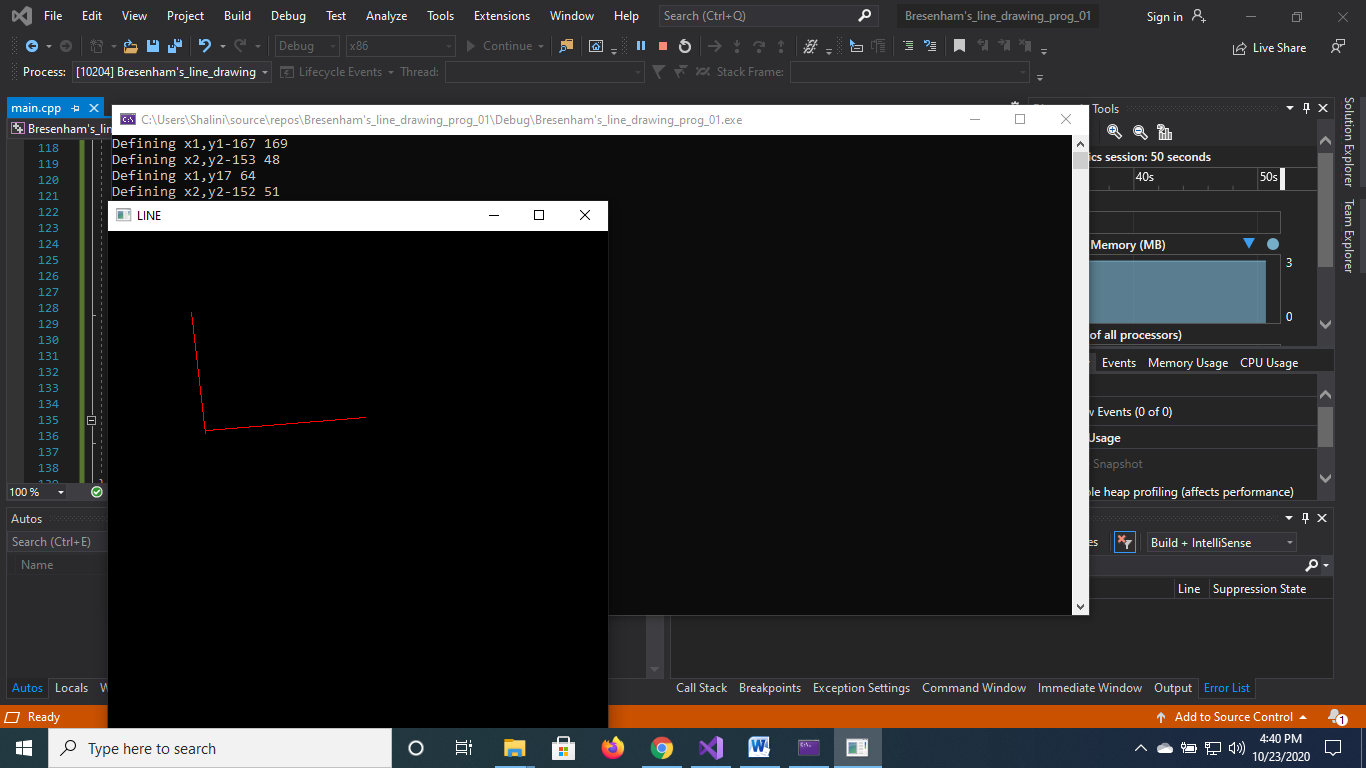 File Edit View Project Build Debug Test Analyze Tools Extensions Window Help Search (Ctrl+Q) Bresenham's_line_drawing_prog_01 Sign in
Debug x86 Continue Live Share
Process: [10204] Bresenham's_line_drawing Lifecycle Events Thread: Stack Frame:
main.cpp Tools
Bresenham's_lin
C:\Users\Shalini\source\repos\Bresenham's_line_drawing_prog_01\Debug\Bresenham's_line_drawing_prog_01.exe
Defining x1,y1-167 169
Defining x2,y2-153 48
Defining x1,y17 64
Defining x2,y2-152 51
LINE
118
119
120
121
122
123
124
125
126
127
128
129
130
131
132
133
134
135
136
137
138
100 %
ics session: 50 seconds
40s 50s
Memory (MB)
3
0
of all processors)
Events Memory Usage CPU Usage
w Events (0 of 0)
Usage
Snapshot
ble heap profiling (affects performance)
Solution Explorer
Team Explorer
Autos
Search (Ctrl+E)
Name
es Build + IntelliSense
Line Suppression State
Autos Locals W
Call Stack Breakpoints Exception Settings Command Window Immediate Window Output Error List
Ready Add to Source Control 1
Type here to search
4:40 PM
10/23/2020